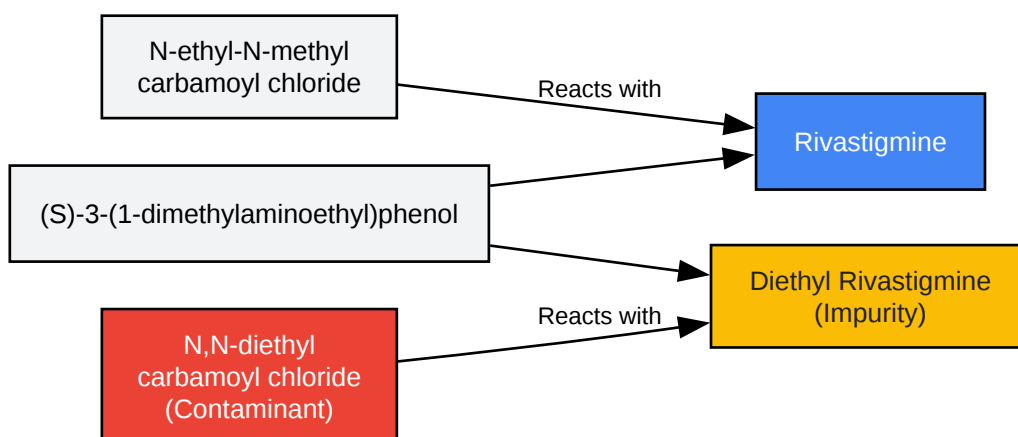 N-ethyl-N-methyl
carbamoyl chloride
Reacts with
Rivastigmine
(S)-3-(1-dimethylaminoethyl)phenol
Diethyl Rivastigmine
(Impurity)
Reacts with
N,N-diethyl
carbamoyl chloride
(Contaminant)